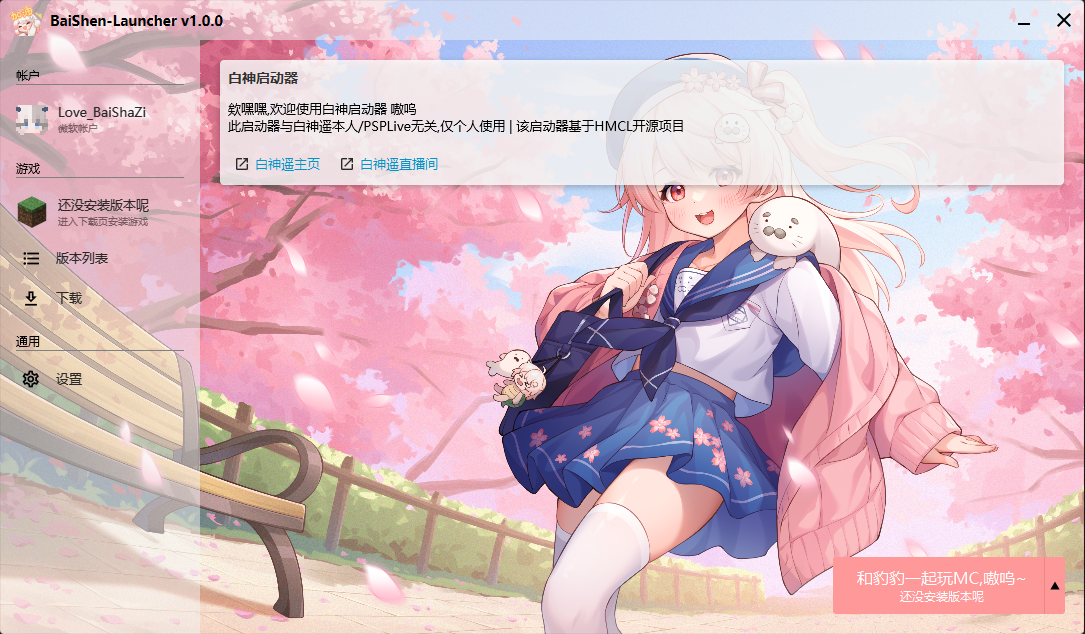 BaiShen-Launcher v1.0.0
帐户
Love_BaiShaZi
微软帐户
游戏
还没安装版本呢
进入下载页安装游戏
版本列表
下载
通用
设置
白神启动器
欸嘿嘿,欢迎使用白神启动器 嗷呜
此启动器与白神遥本人/PSPLive无关,仅个人使用 | 该启动器基于HMCL开源项目
白神遥主页
白神遥直播间
和豹豹一起玩MC,嗷呜~
还没安装版本呢